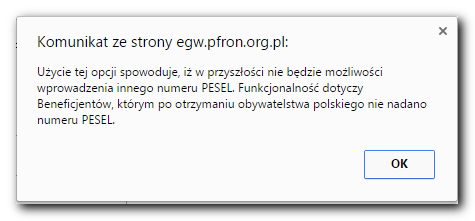 Komunikat ze strony egw.pfron.org.pl:
Użycie tej opcji spowoduje, iż w przyszłości nie będzie możliwości
wprowadzenia innego numeru PESEL. Funkcjonalność dotyczy
Beneficjentów, którym po otrzymaniu obywatelstwa polskiego nie nadano
numeru PESEL.
OK